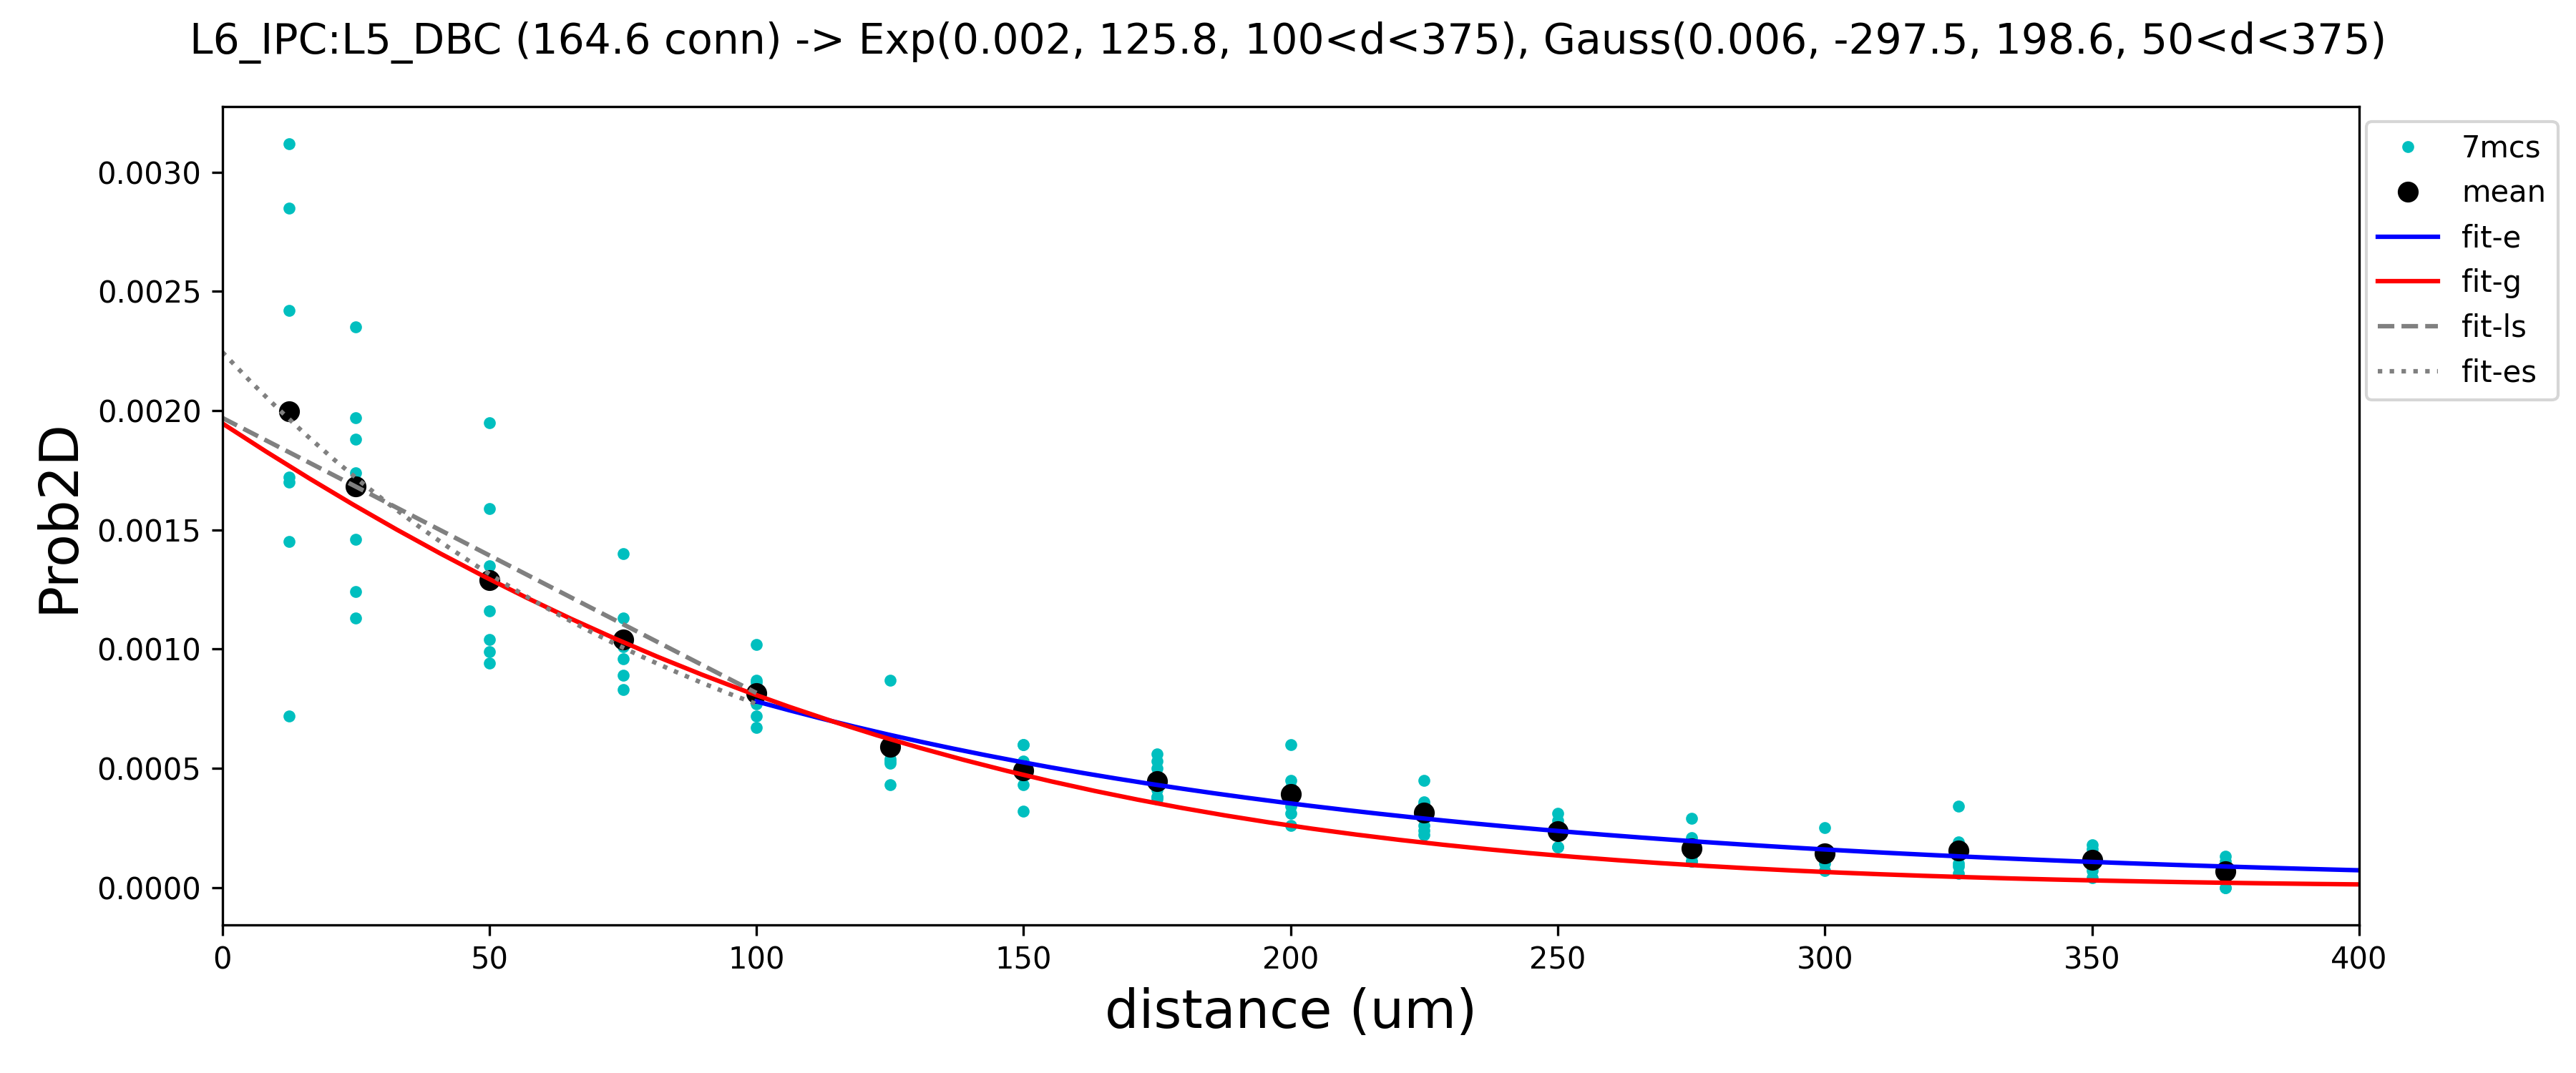 L6_IPC:L5_DBC (164.6 conn) -> Exp(0.002, 125.8, 100<d<375), Gauss(0.006, -297.5, 198.6, 50<d<375)
7mcs
mean
fit-e
fit-g
fit-ls
fit-es
Prob2D
0.0030
0.0025
0.0020
0.0015
0.0010
0.0005
0.0000
0 50 100 150 200 250 300 350 400
distance (um)